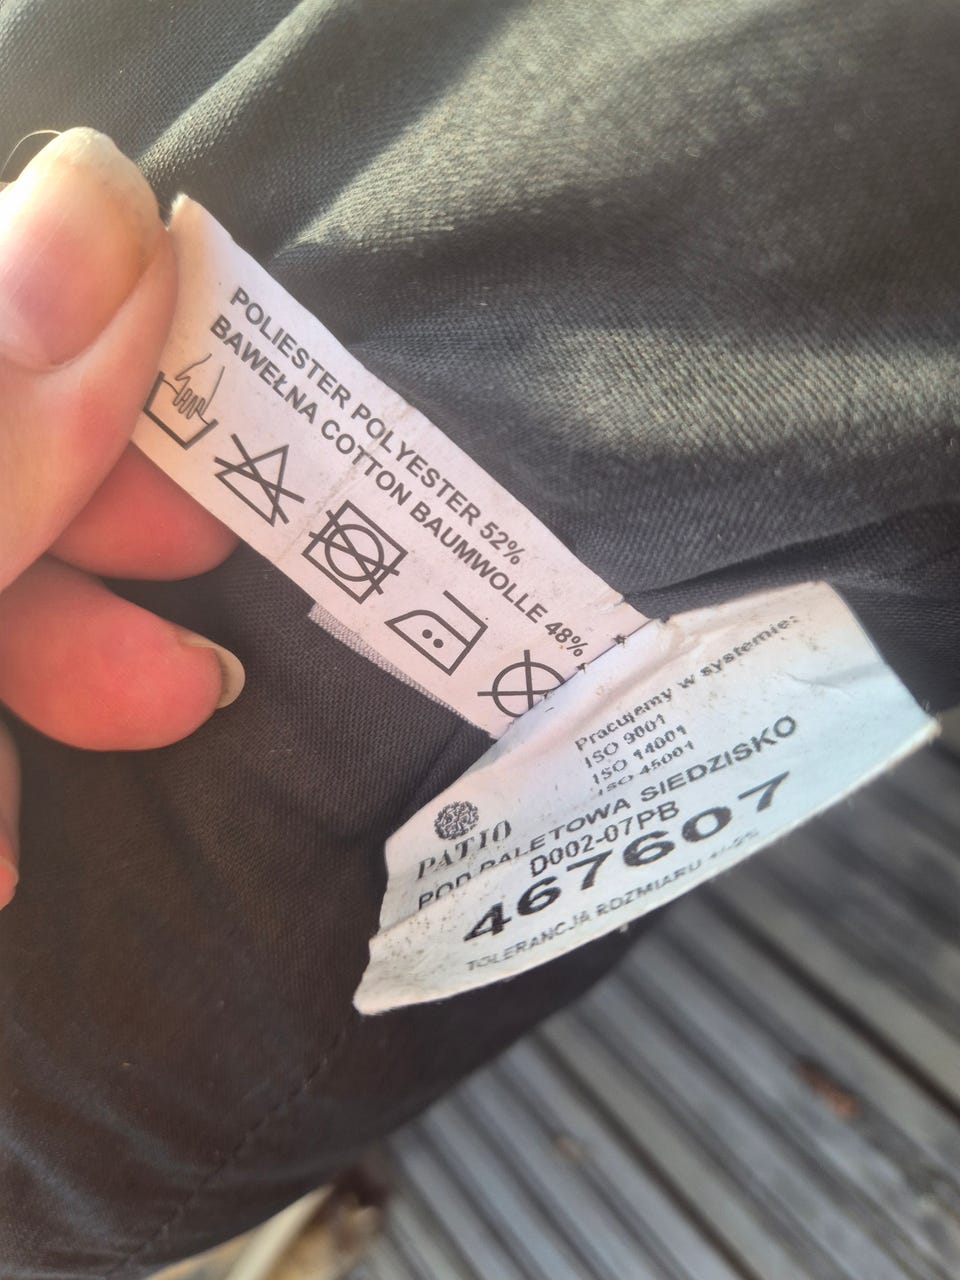 POLIESTER POLYESTER 52%
BAWEŁNA COTTON BAUMWOLLE 48%
Pracujemy w systemie:
ISO 9001
ISO 14001
ISO 45001
PATIO
POD PALETOWA SIEDZISKO
D002-07PB
467607
TOLERANCJA ROZMIARU +/-5%